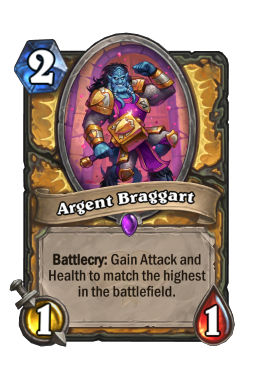 2
Argent Braggart
Battlecry: Gain Attack and
Health to match the highest
in the battlefield.
1 1